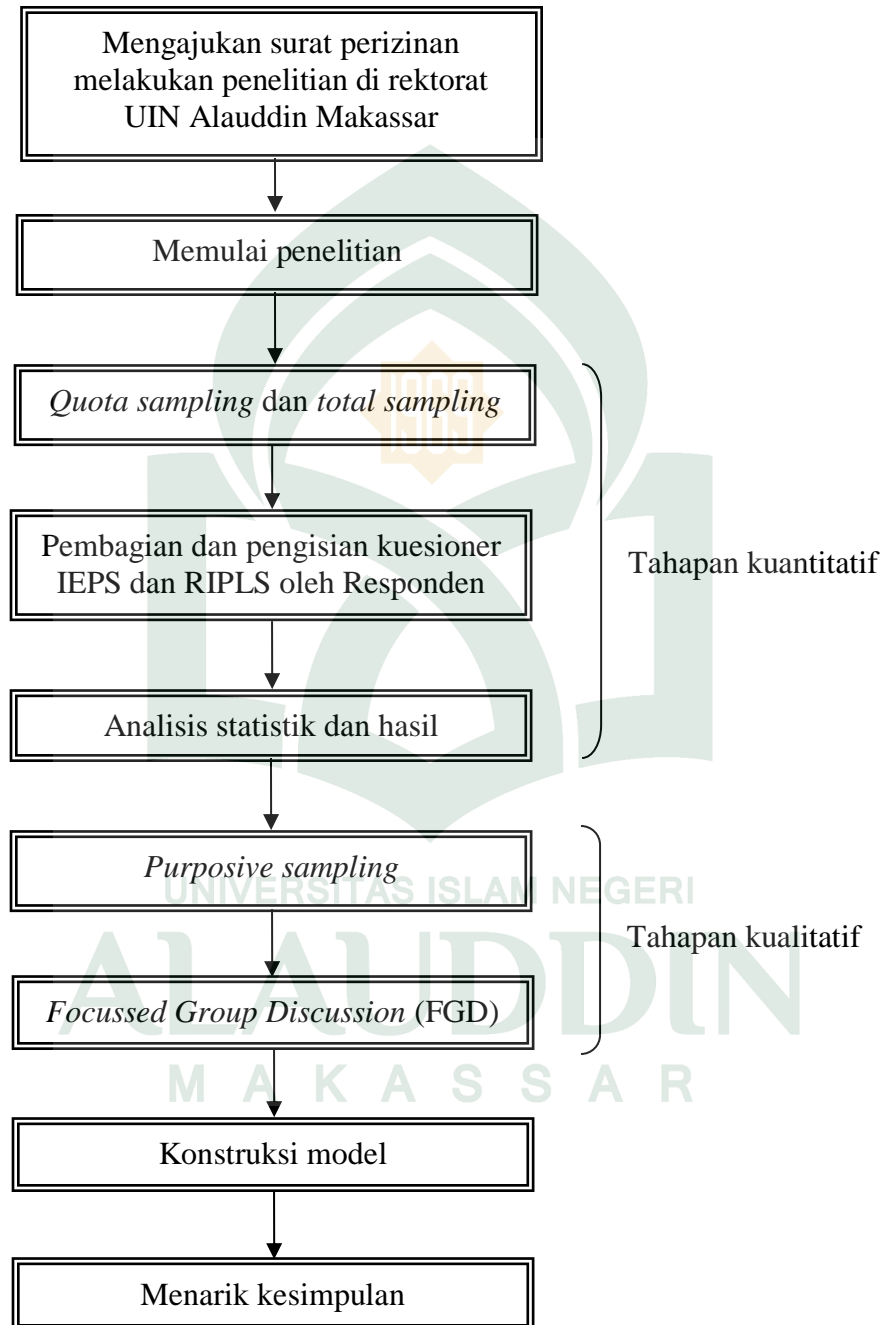 Mengajukan surat perizinan
melakukan penelitian di rektorat
UIN Alauddin Makassar
Memulai penelitian
Quota sampling dan total sampling
Pembagian dan pengisian kuesioner
IEPS dan RIPLS oleh Responden
Tahapan kuantitatif
Analisis statistik dan hasil
Purposive sampling
UNIVERSITAS ISLAM NEGERI
Tahapan kualitatif
ALAUDDIN
Focussed Group Discussion (FGD)
MAKASSAR
Konstruksi model
Menarik kesimpulan